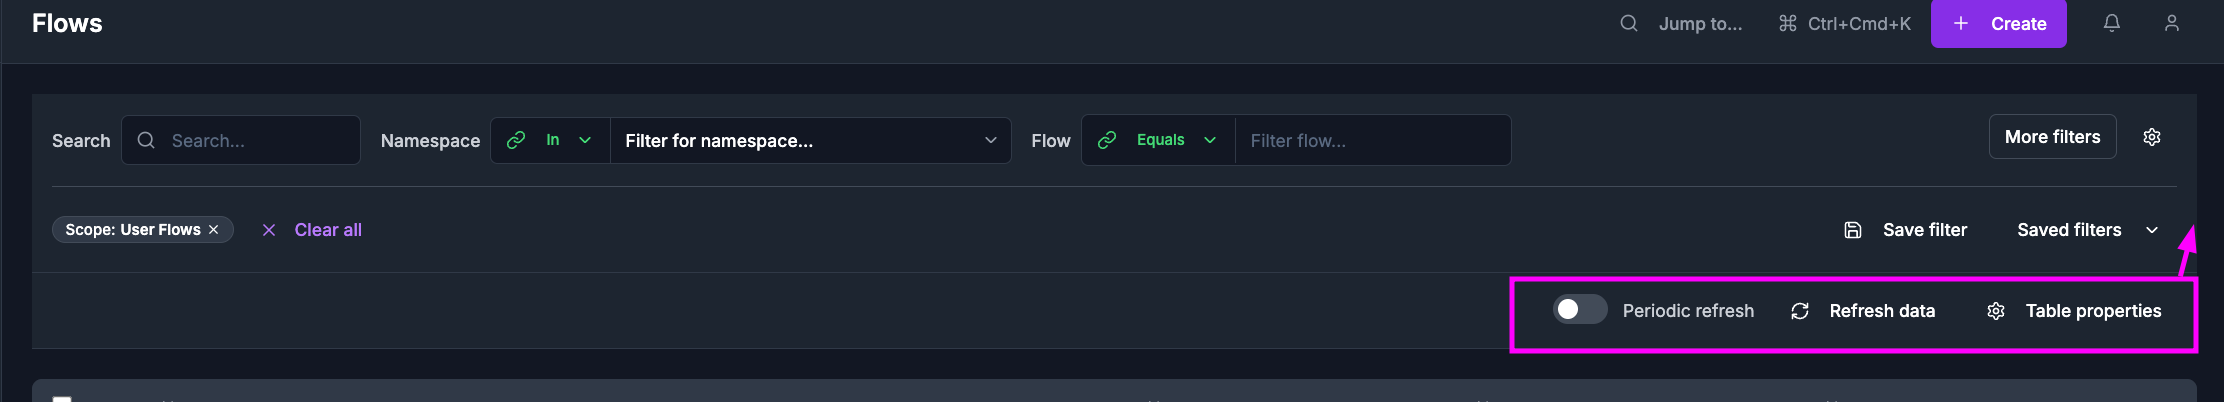 Flows
Jump to... Ctrl+Cmd+K Create
Search Search... Namespace In Filter for namespace... Flow Equals Filter flow... More filters
Scope: User Flows Clear all Save filter Saved filters
Periodic refresh Refresh data Table properties